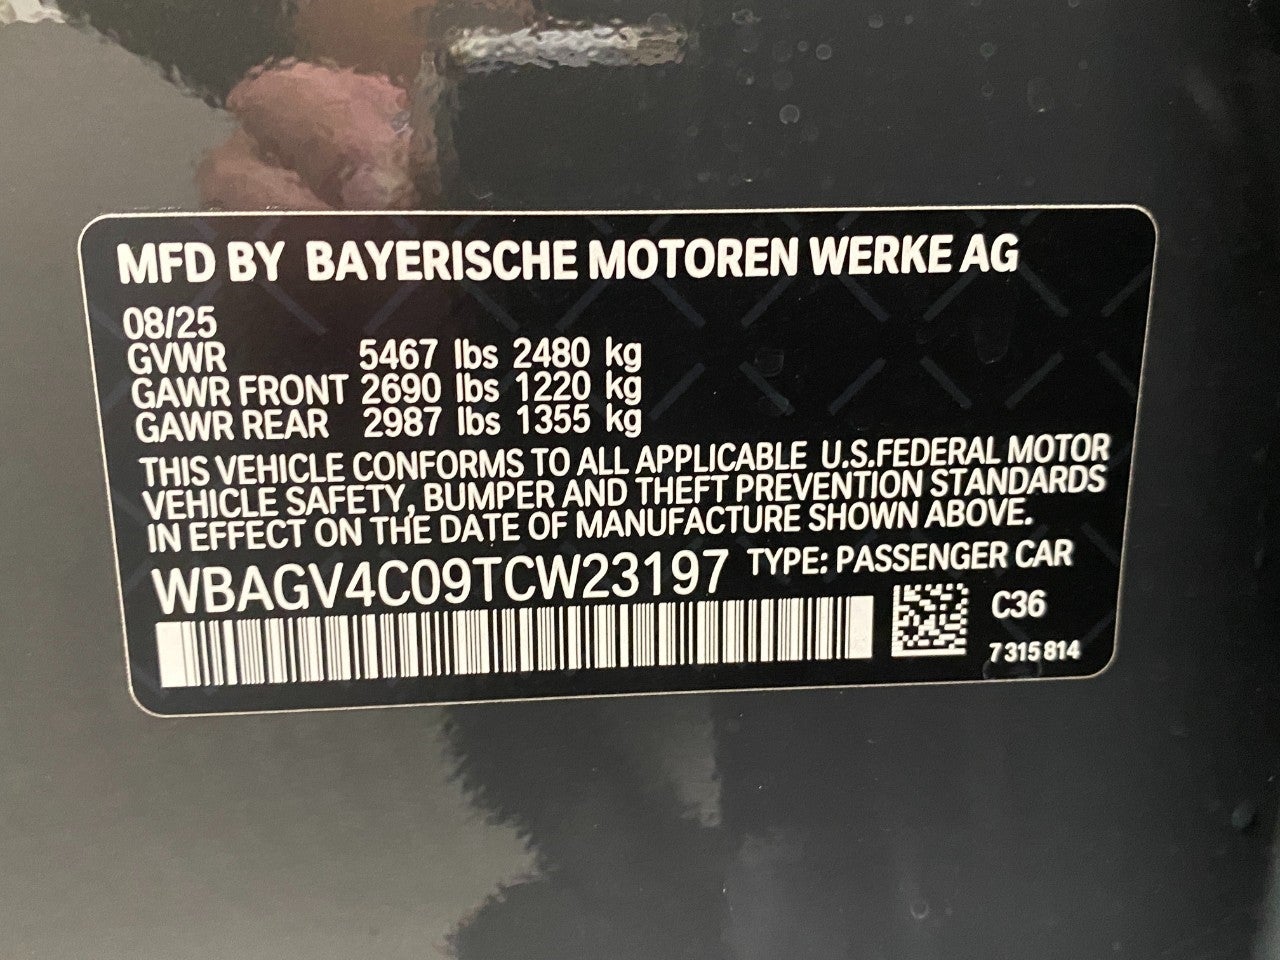 MFD BY BAYERISCHE MOTOREN WERKE AG
08/25
GVWR 5467 lbs 2480 kg
GAWR FRONT 2690 lbs 1220 kg
GAWR REAR 2987 lbs 1355 kg
THIS VEHICLE CONFORMS TO ALL APPLICABLE U.S.FEDERAL MOTOR
VEHICLE SAFETY, BUMPER AND THEFT PREVENTION STANDARDS
IN EFFECT ON THE DATE OF MANUFACTURE SHOWN ABOVE.
WBAGV4C09TCW23197 TYPE: PASSENGER CAR
C36
7 315 814